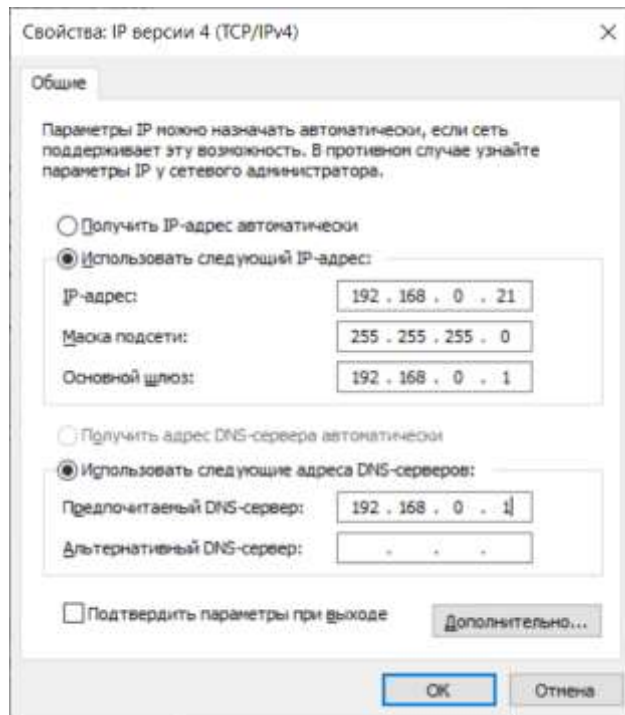 Свойства: IP версии 4 (TCP/IPv4)
Общие
Параметры IP можно назначать автоматически, если сеть
поддерживает эту возможность. В противном случае узнайте
параметры IP у сетевого администратора.
Получить IP-адрес автоматически
Использовать следующий IP-адрес:
IP-адрес: 192 . 168 . 0 . 21
Маска подсети: 255 . 255 . 255 . 0
Основной шлюз: 192 . 168 . 0 . 1
Получить адрес DNS-сервера автоматически
Использовать следующие адреса DNS-серверов:
Предпочитаемый DNS-сервер: 192 . 168 . 0 . 1
Альтернативный DNS-сервер: . . .
Подтвердить параметры при выходе
Дополнительно...
ОК
Отмена